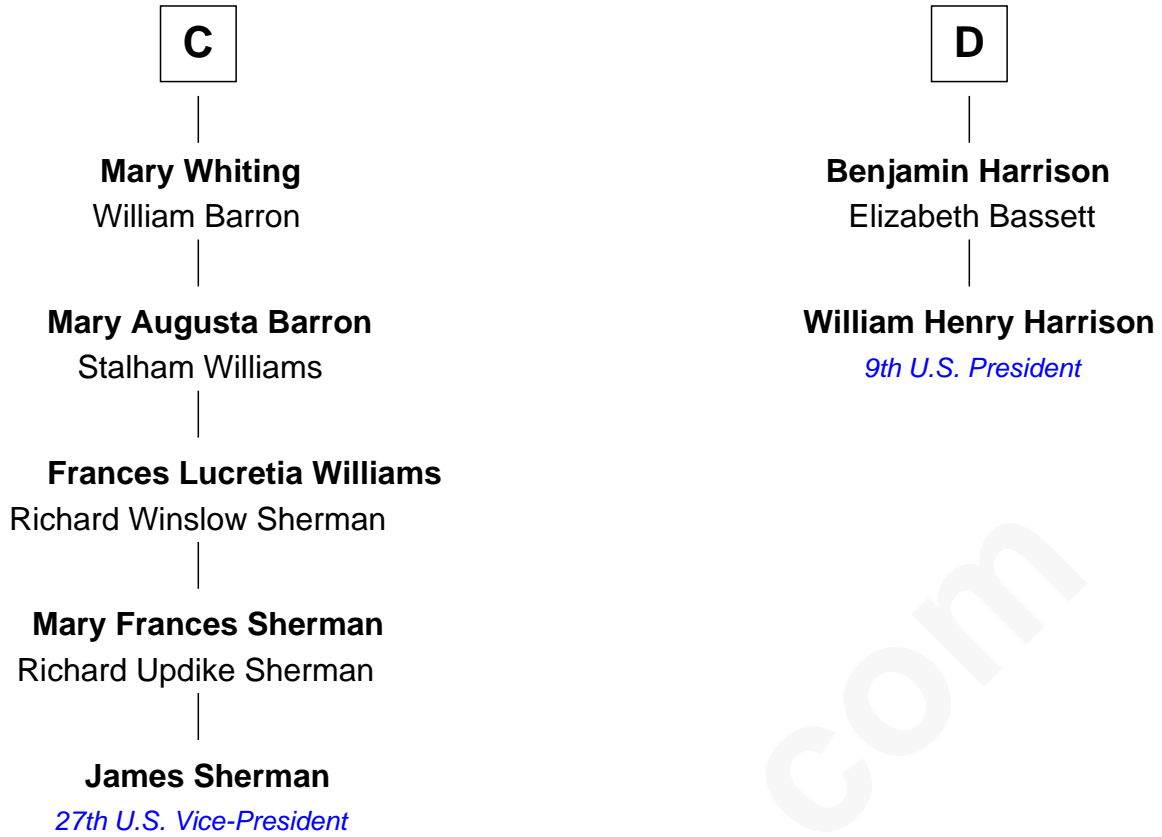 C
Mary Whiting
William Barron
Mary Augusta Barron
Stalham Williams
Frances Lucretia Williams
Richard Winslow Sherman
Mary Frances Sherman
Richard Updike Sherman
James Sherman
27th U.S. Vice-President
D
Benjamin Harrison
Elizabeth Bassett
William Henry Harrison
9th U.S. President
com